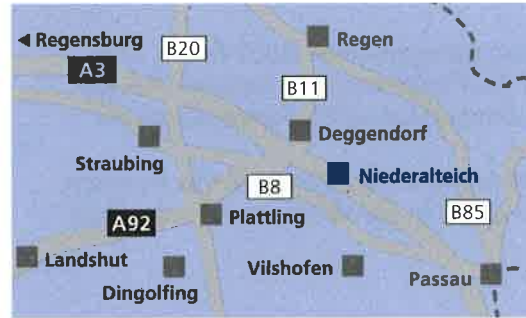 ◄ Regensburg
B20
Regen
A3
B11
Deggendorf
Straubing
Niederalteich
B8
A92
Plattling
B85
Landshut
Dingolfing
Vilshofen
Passau